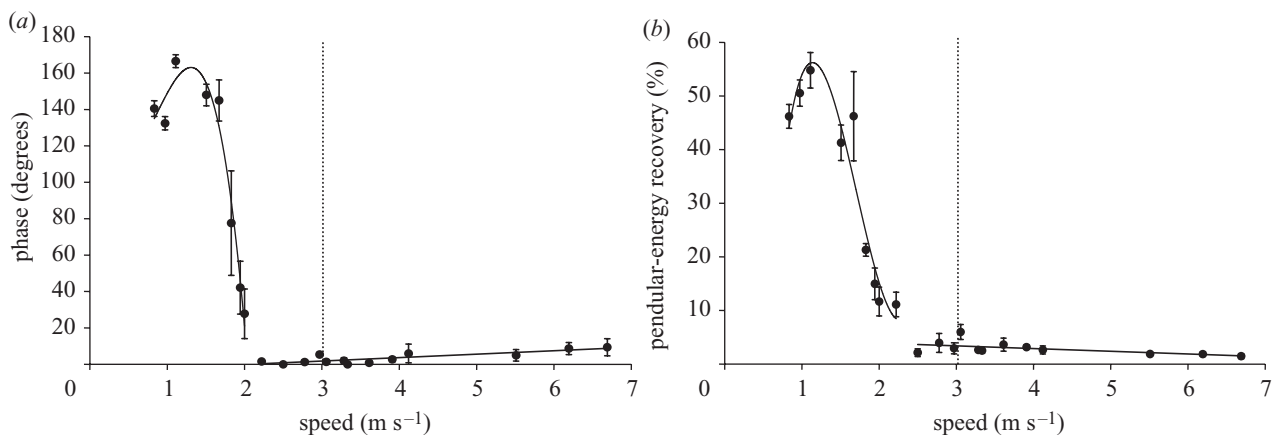 (a)
180
160
140
120
100
80
60
40
20
0
phase (degrees)
1 2 3 4 5 6 7
speed (m s⁻¹)
(b)
60
50
40
30
20
10
0
pendular-energy recovery (%)
1 2 3 4 5 6 7
speed (m s⁻¹)